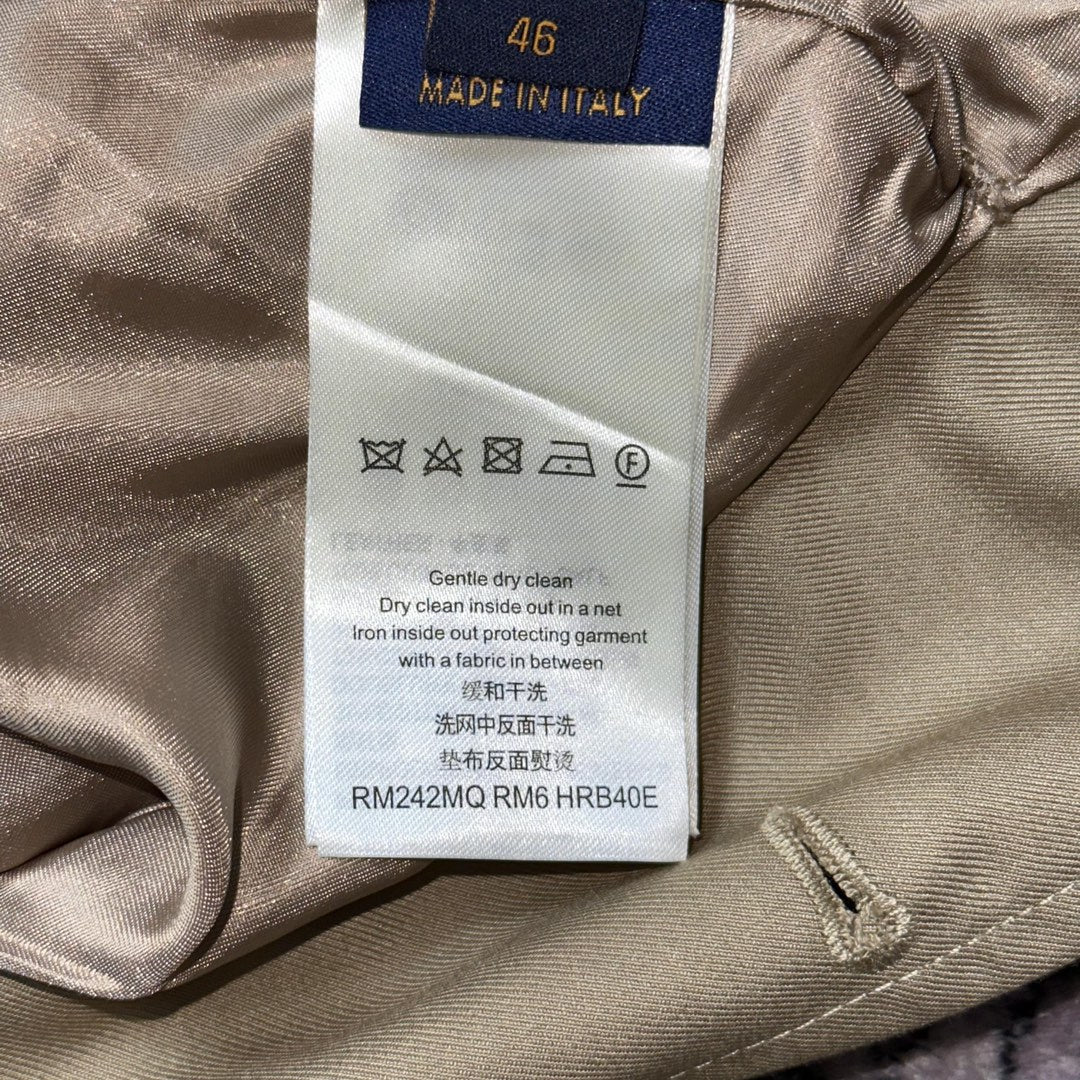 46
MADE IN ITALY
F
Gentle dry clean
Dry clean inside out in a net
Iron inside out protecting garment
with a fabric in between
缓和干洗
洗网中反面干洗
垫布反面熨烫
RM242MQ RM6 HRB40E